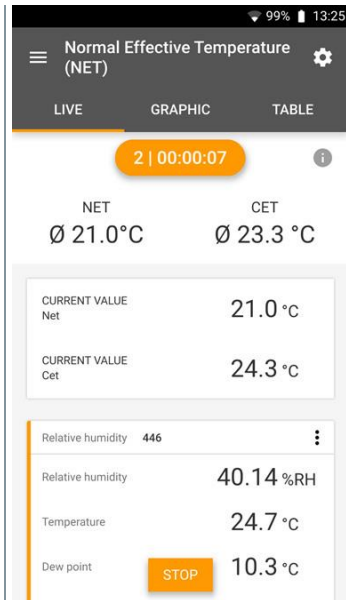 99% 13:25
Normal Effective Temperature
(NET)
LIVE GRAPHIC TABLE
2 | 00:00:07
NET CET
Ø 21.0°C Ø 23.3 °C
CURRENT VALUE
Net
21.0 °C
CURRENT VALUE
Cet
24.3 °C
Relative humidity 446
Relative humidity 40.14 %RH
Temperature 24.7 °C
Dew point 10.3 °C
STOP